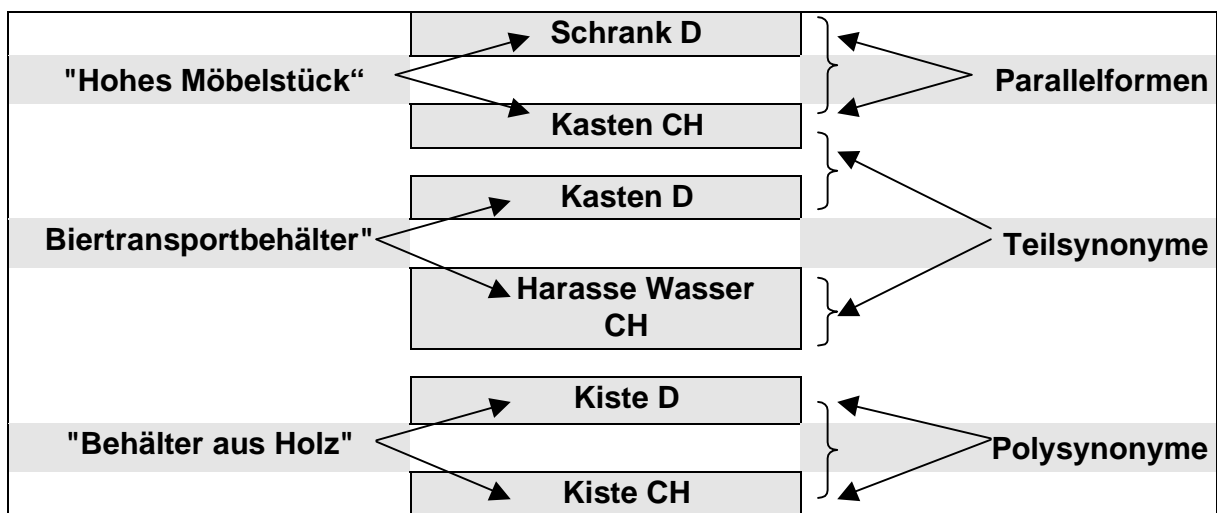 Schrank D
"Hohes Möbelstück“
Parallelformen
Kasten CH
Kasten D
Biertransportbehälter"
Teilsynonyme
Harasse Wasser
CH
Kiste D
"Behälter aus Holz"
Polysynonyme
Kiste CH